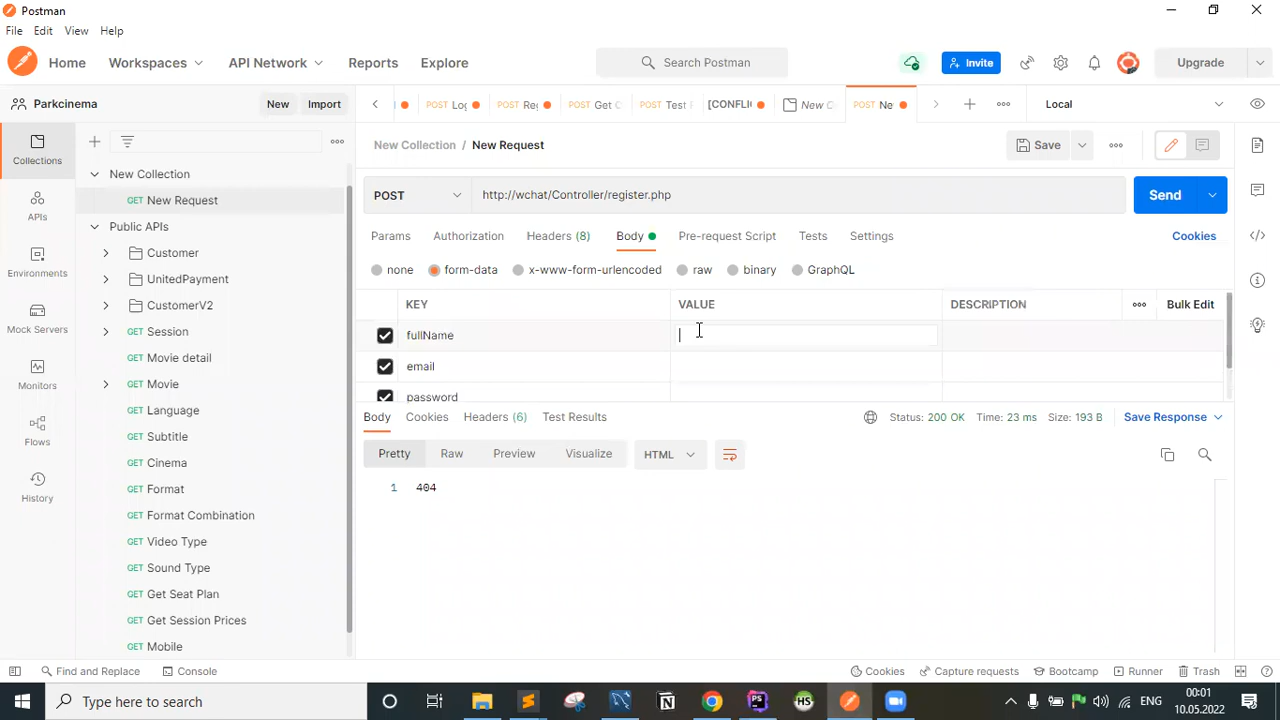 Postman
File Edit View Help
Home Workspaces API Network Reports Explore Search Postman Invite Upgrade
Parkcinema New Import
POST Log POST Reg POST Get C POST Test F [CONFLIC New C POST Ne Local
Collections
APIs
Environments
Mock Servers
Monitors
Flows
History
New Collection
GET New Request
Public APIs
Customer
UnitedPayment
CustomerV2
GET Session
GET Movie detail
GET Movie
GET Language
GET Subtitle
GET Cinema
GET Format
GET Format Combination
GET Video Type
GET Sound Type
GET Get Seat Plan
GET Get Session Prices
GET Mobile
New Collection / New Request Save
POST http://wchat/Controller/register.php Send
Params Authorization Headers (8) Body Pre-request Script Tests Settings Cookies
none form-data x-www-form-urlencoded raw binary GraphQL
KEY VALUE DESCRIPTION Bulk Edit
fullName
email
password
Body Cookies Headers (6) Test Results Status: 200 OK Time: 23 ms Size: 193 B Save Response
Pretty Raw Preview Visualize HTML
1 404
Find and Replace Console Cookies Capture requests Bootcamp Runner Trash
Type here to search ENG 00:01
10.05.2022